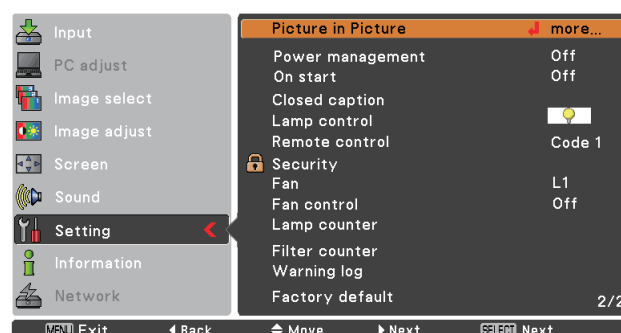 Input
PC adjust
Image select
Image adjust
Screen
Sound
Setting
Information
Network
Picture in Picture more...
Power management Off
On start Off
Closed caption
Lamp control
Remote control Code 1
Security
Fan L1
Fan control Off
Lamp counter
Filter counter
Warning log
Factory default 2/2
MENU Exit Back Move Next SELECT Next